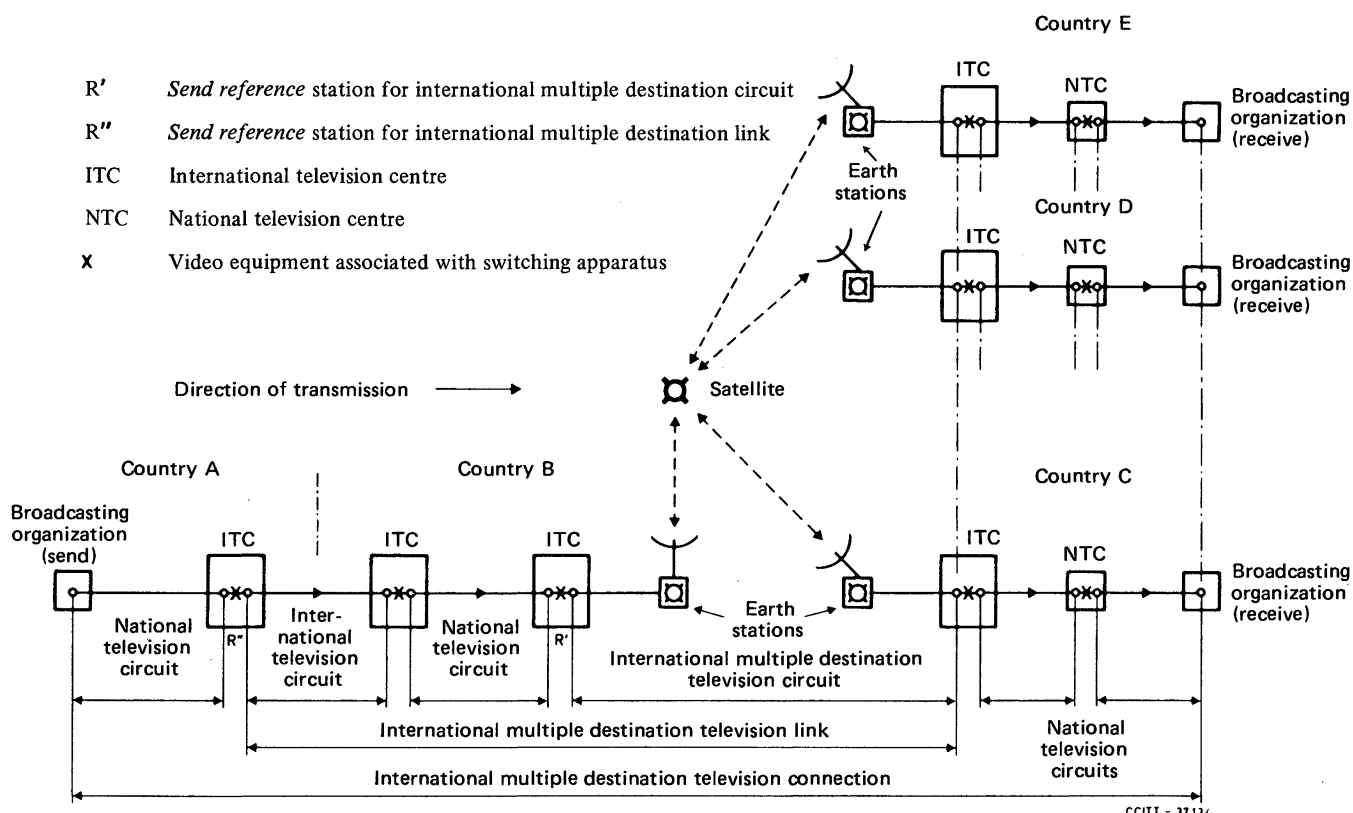 Country E
R' Send reference station for international multiple destination circuit
R" Send reference station for international multiple destination link
ITC International television centre
NTC National television centre
X Video equipment associated with switching apparatus
ITC
NTC
Broadcasting
organization
(receive)
Earth
stations
Country D
ITC
NTC
Broadcasting
organization
(receive)
Direction of transmission
Satellite
Country A
Country B
Country C
Broadcasting
organization
(send)
ITC
ITC
ITC
ITC
NTC
Broadcasting
organization
(receive)
Earth
stations
National
television
circuit
R"
Inter-
national
television
circuit
National
television
circuit
R'
International multiple destination
television circuit
International multiple destination television link
National
television
circuits
International multiple destination television connection